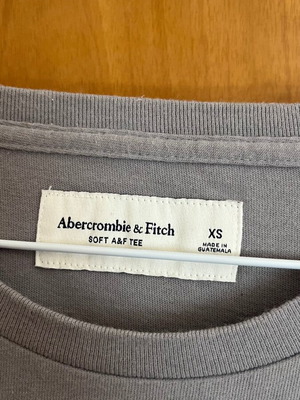 Abercrombie & Fitch
SOFT A&F TEE
XS
MADE IN
GUATEMALA